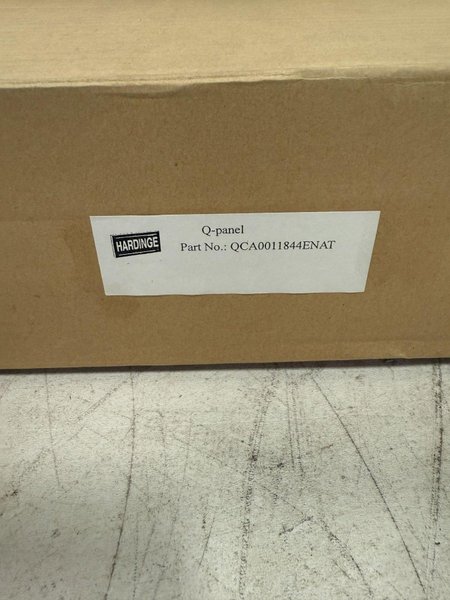 HARDINGE
Q-panel
Part No.: QCA0011844ENAT